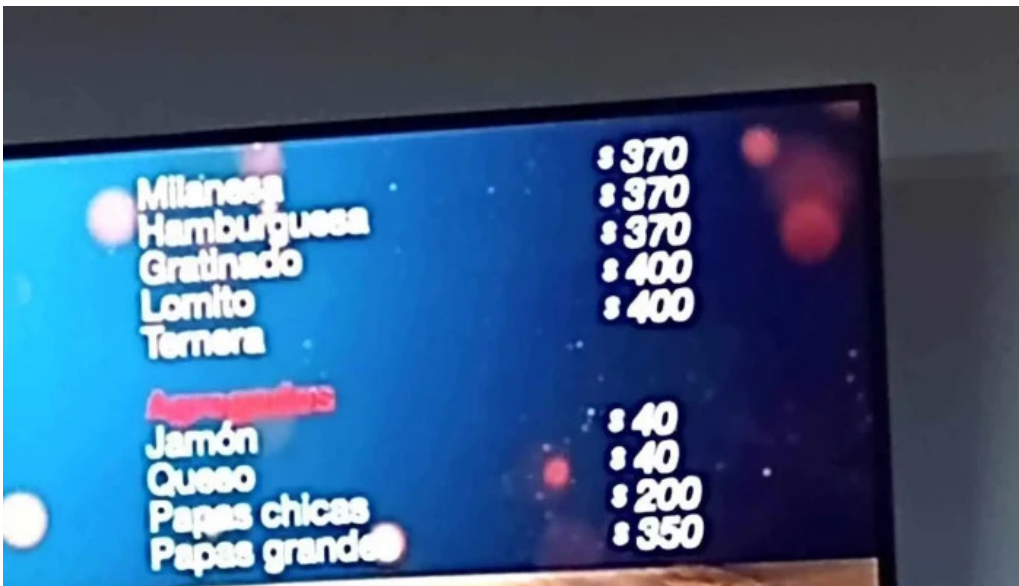 Milanesa $ 370
Hamburguesa $ 370
Gratinado $ 370
Lomito $ 400
Ternera $ 400
Agregados
Jamón $ 40
Queso $ 40
Papas chicas $ 200
Papas grandes $ 350